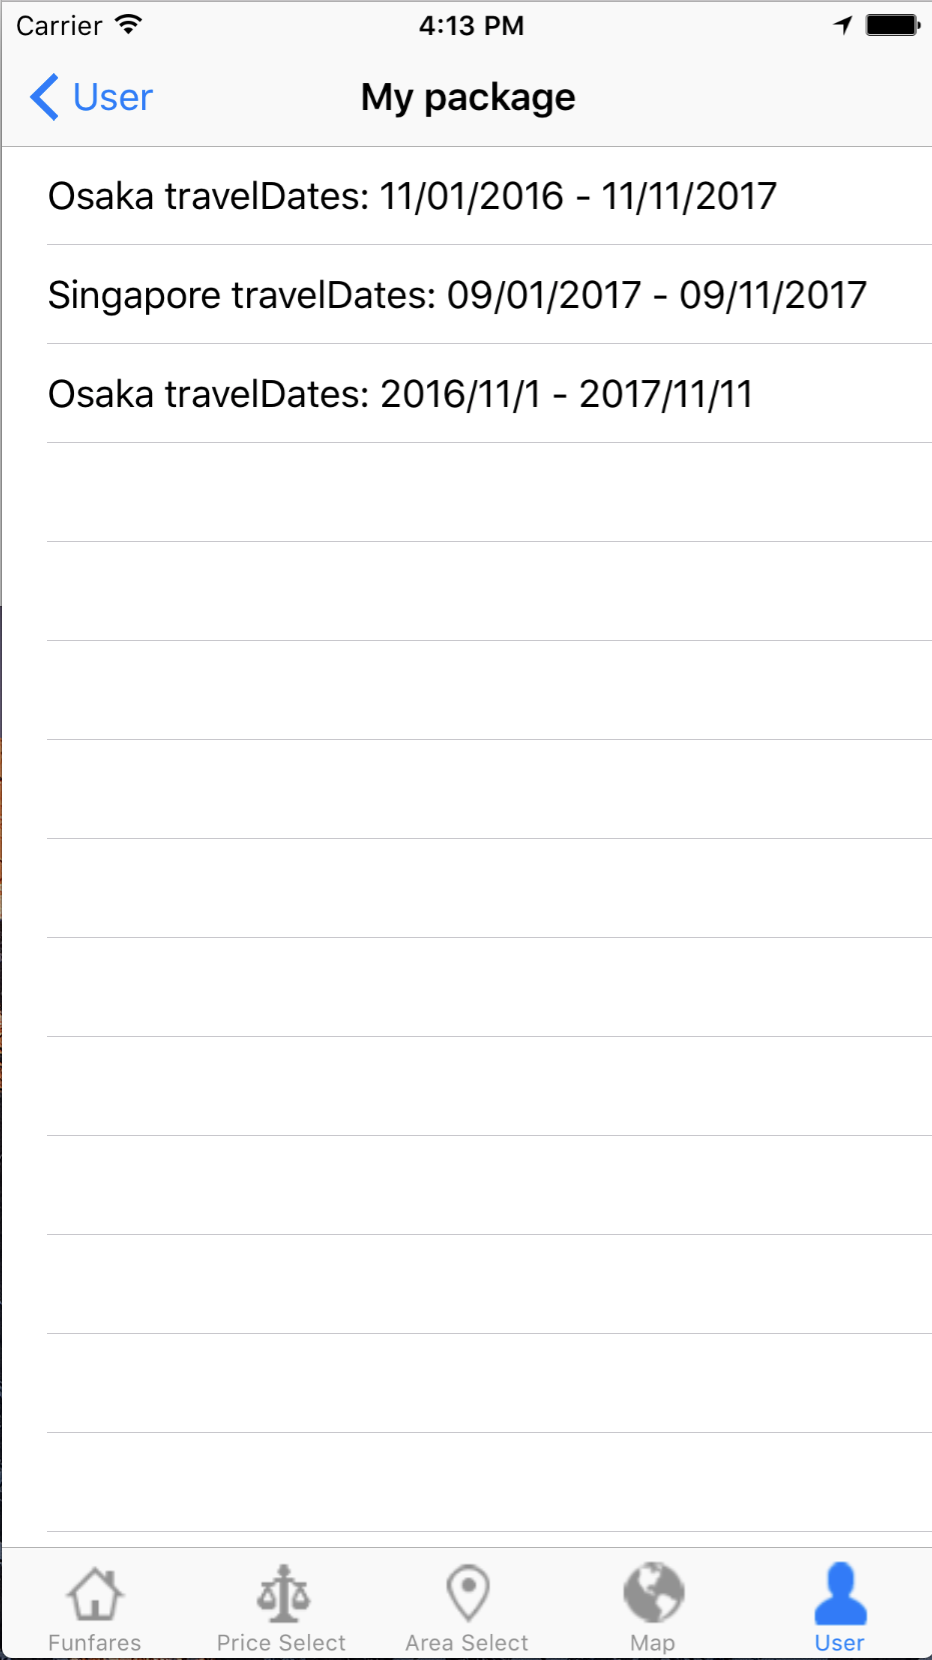 Carrier 4:13 PM
User My package
Osaka travelDates: 11/01/2016 - 11/11/2017
Singapore travelDates: 09/01/2017 - 09/11/2017
Osaka travelDates: 2016/11/1 - 2017/11/11
Funfares Price Select Area Select Map User